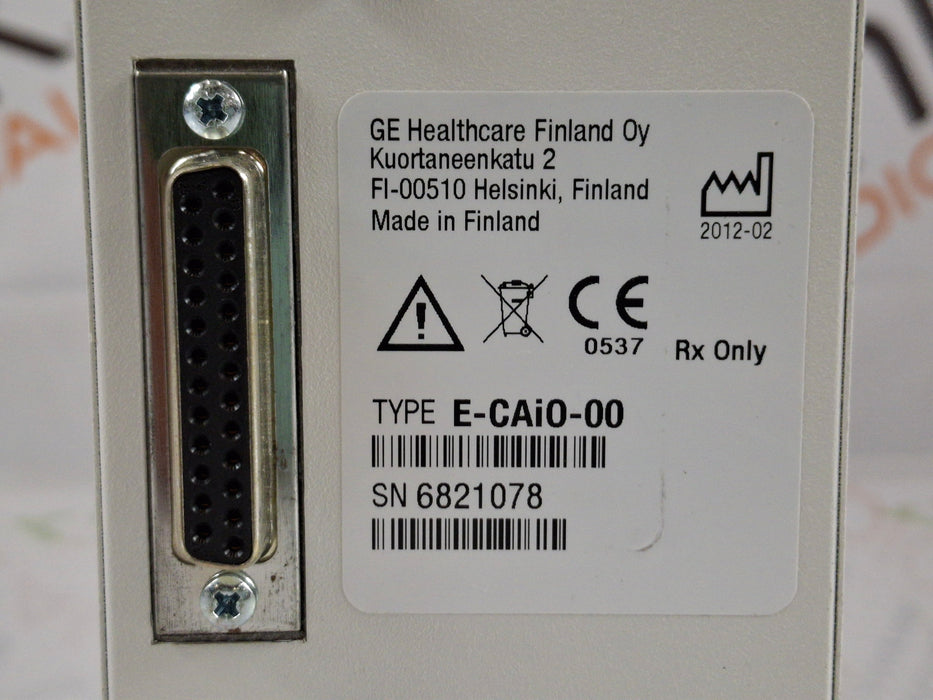 GE Healthcare Finland Oy
Kuortaneenkatu 2
FI-00510 Helsinki, Finland
Made in Finland
2012-02
CE
0537
Rx Only
TYPE E-CAiO-00
SN 6821078